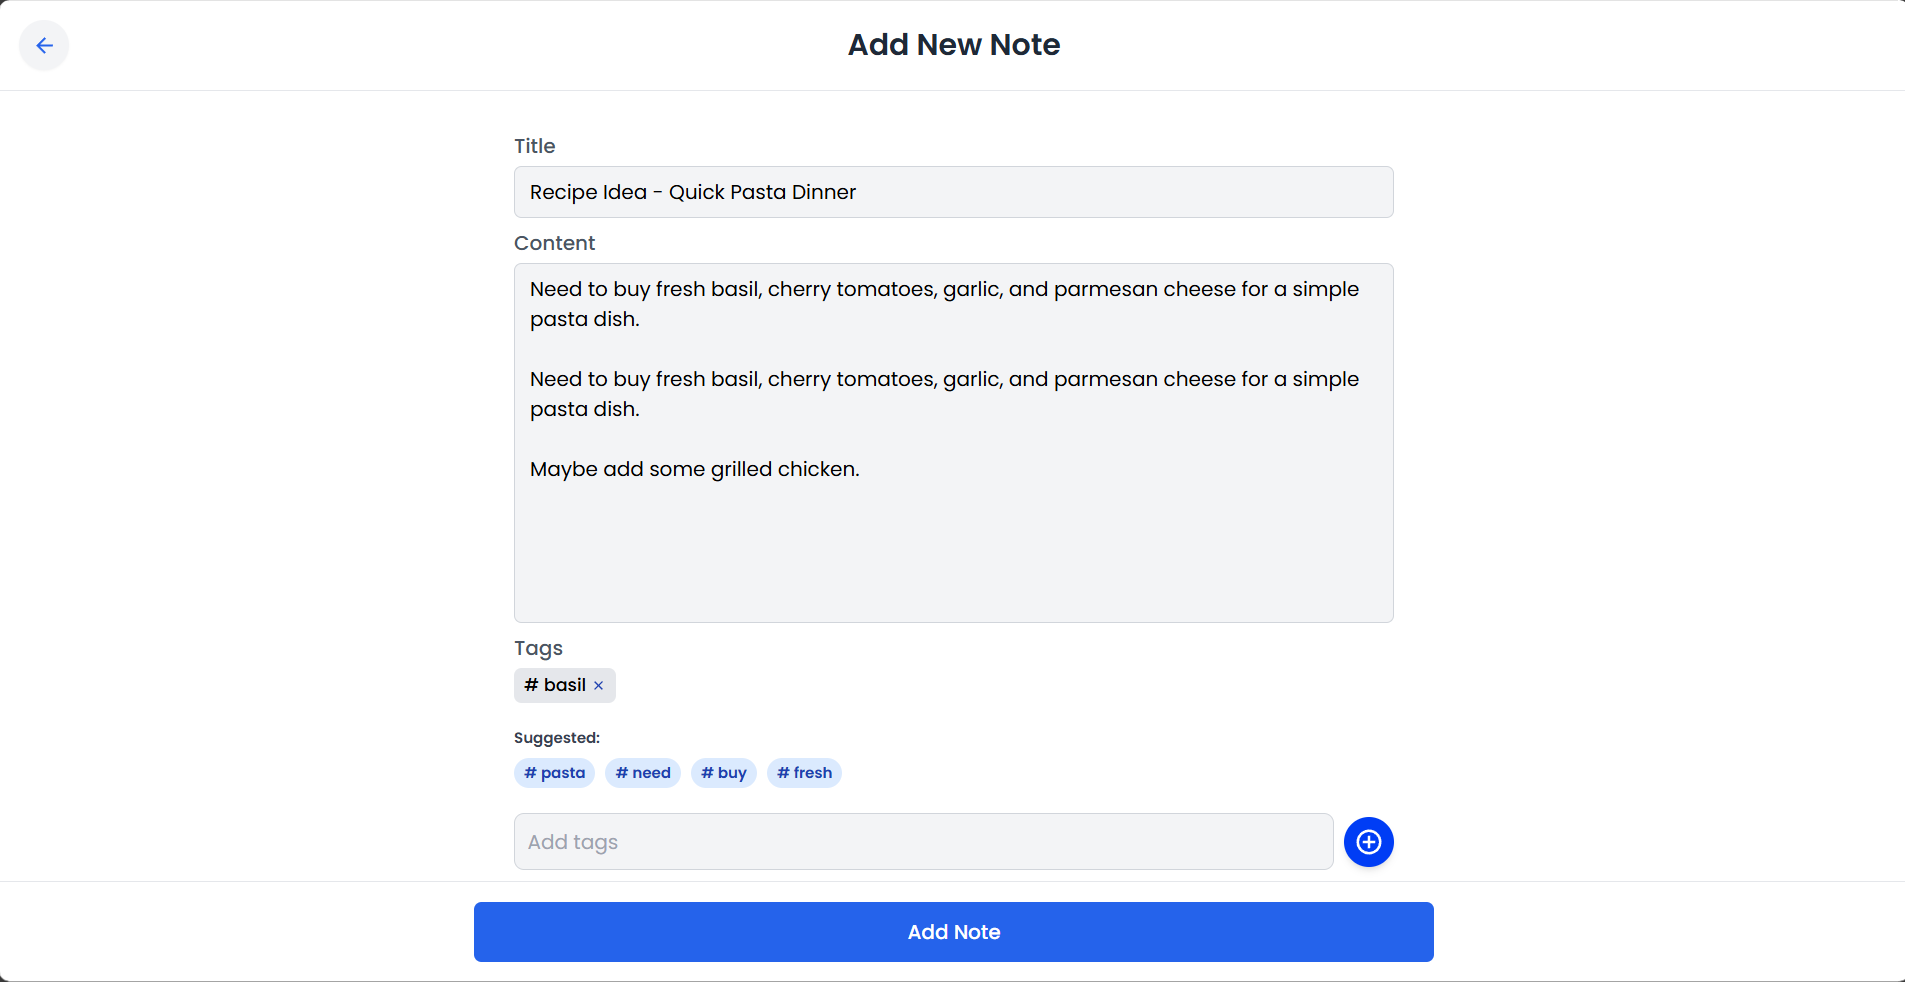 Add New Note
Title
Recipe Idea - Quick Pasta Dinner
Content
Need to buy fresh basil, cherry tomatoes, garlic, and parmesan cheese for a simple
pasta dish.
Need to buy fresh basil, cherry tomatoes, garlic, and parmesan cheese for a simple
pasta dish.
Maybe add some grilled chicken.
Tags
# basil ×
Suggested:
# pasta # need # buy # fresh
Add tags
Add Note